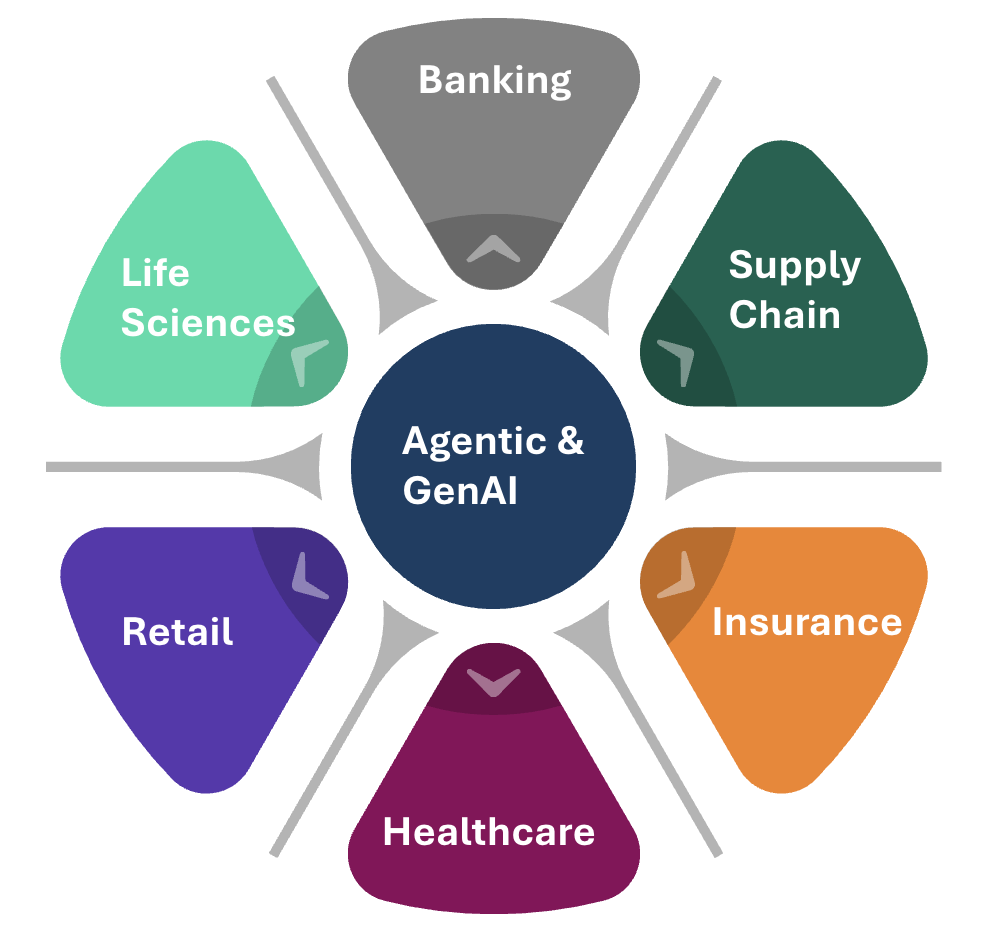 Banking
Life
Sciences
Supply
Chain
Agentic &
GenAI
Retail
Insurance
Healthcare